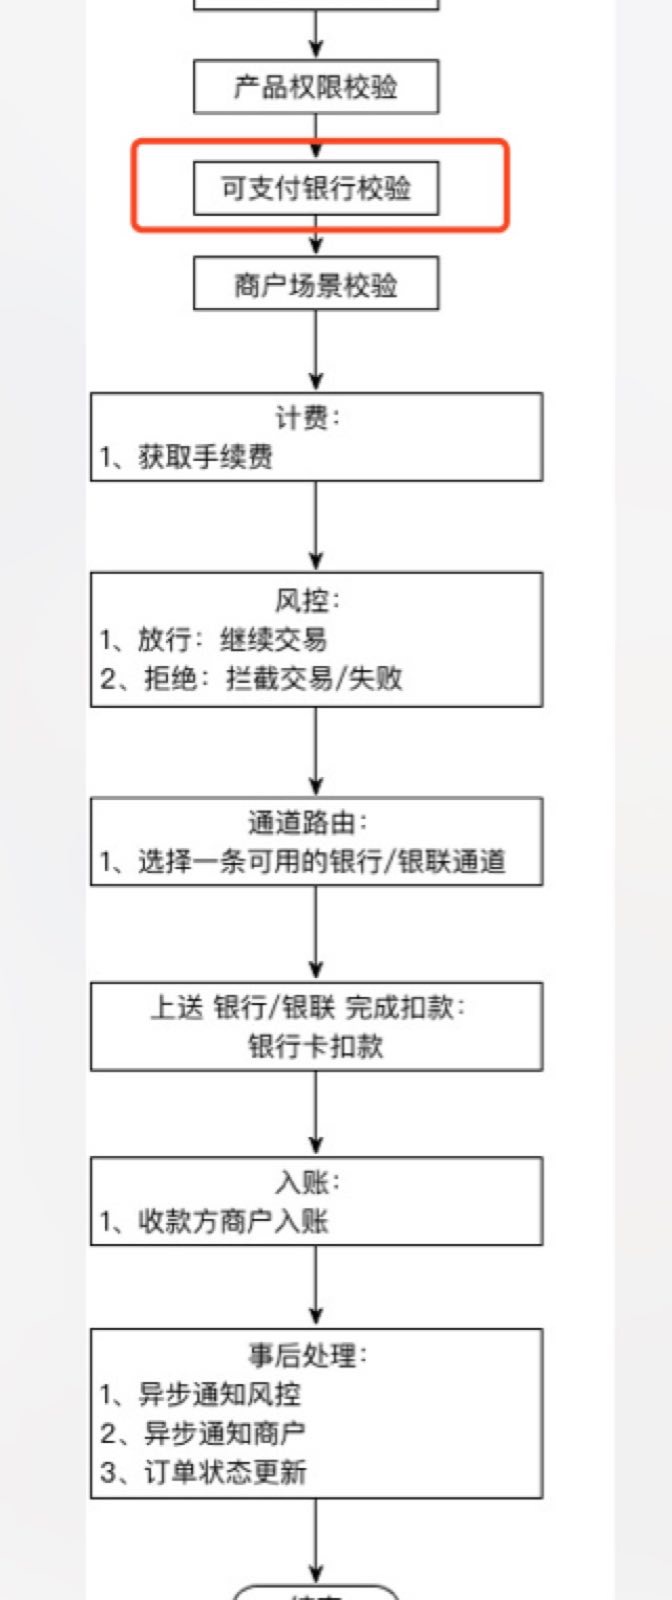 产品权限校验
可支付银行校验
商户场景校验
计费：
1、获取手续费
风控：
1、放行：继续交易
2、拒绝：拦截交易/失败
通道路由：
1、选择一条可用的银行/银联通道
上送 银行/银联 完成扣款：
银行卡扣款
入账：
1、收款方商户入账
事后处理：
1、异步通知风控
2、异步通知商户
3、订单状态更新